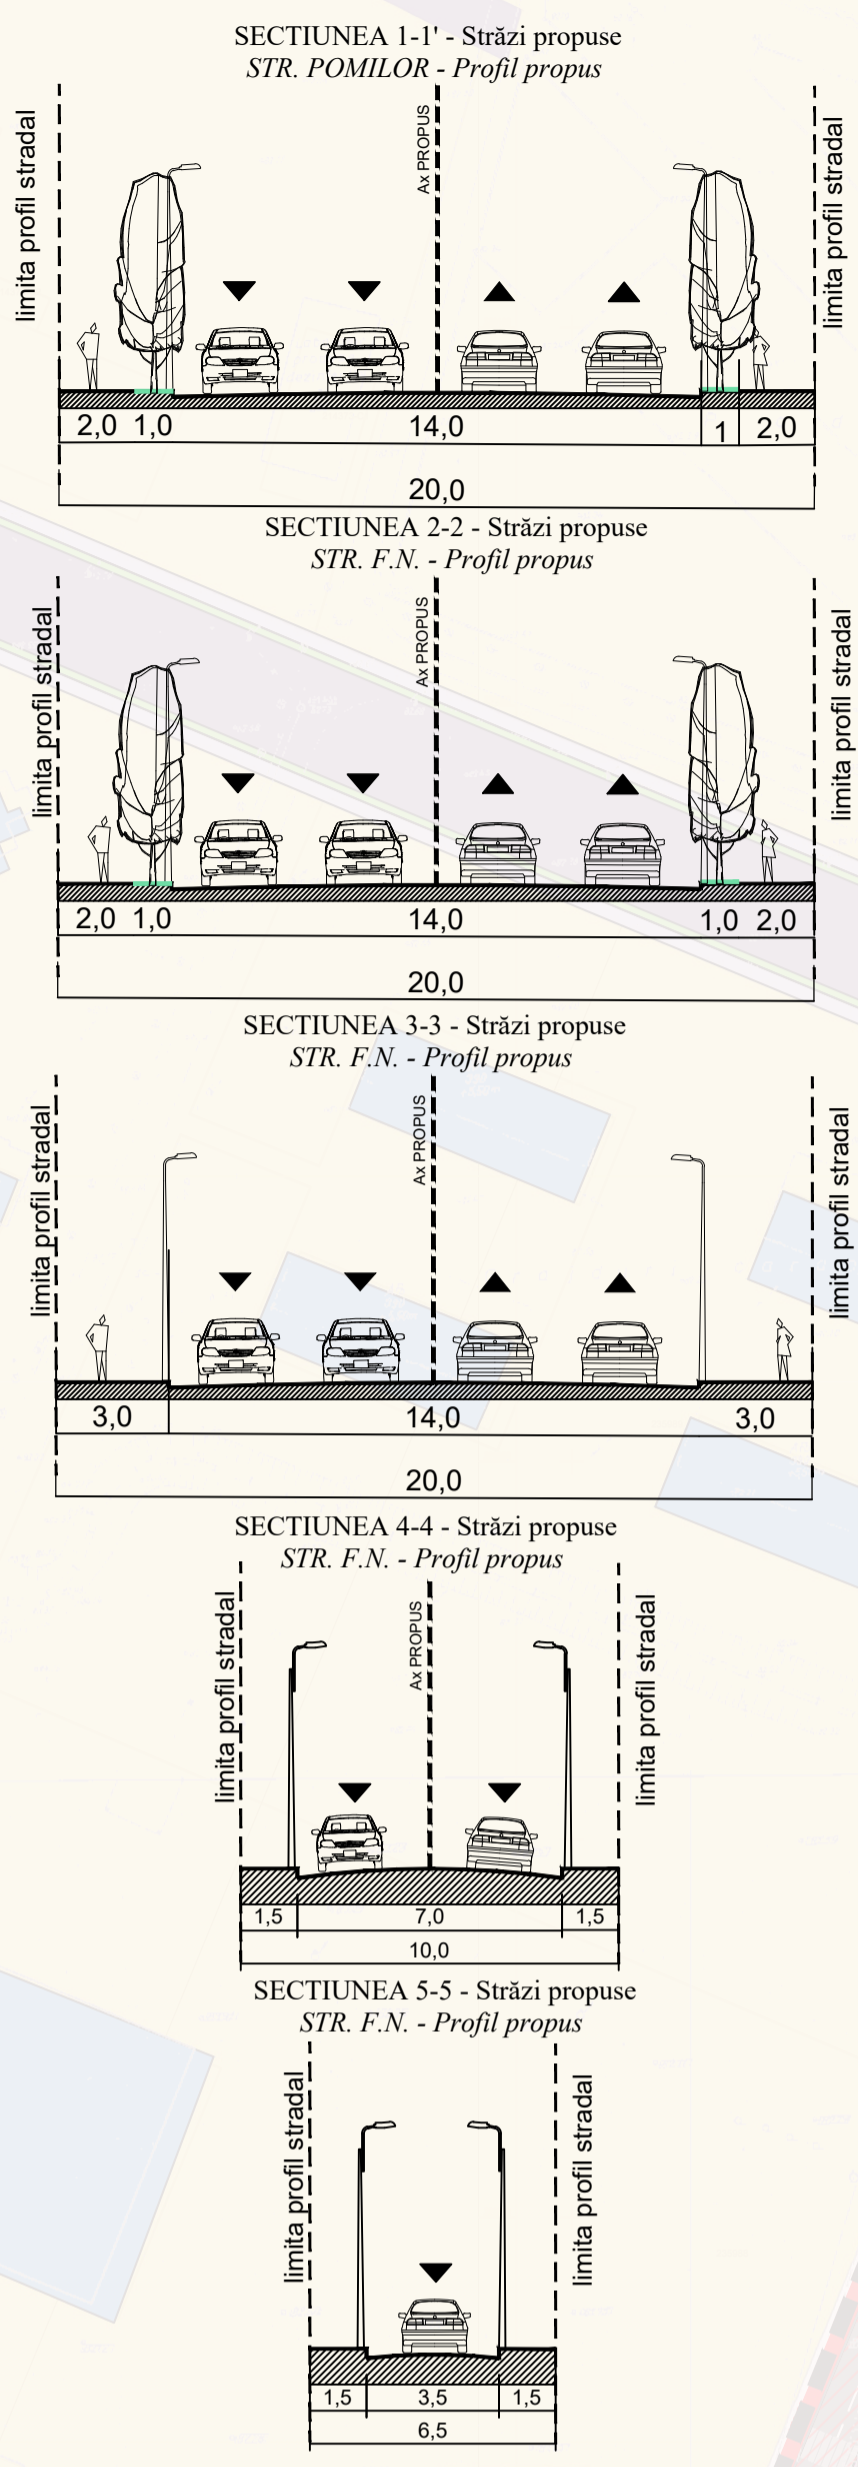 SECTIUNEA 1-1' - Străzi propuse
STR. POMILOR - Profil propus
limita profil stradal
Ax PROPUS
limita profil stradal
2,0 1,0 14,0 1 2,0
20,0
SECTIUNEA 2-2 - Străzi propuse
STR. F.N. - Profil propus
limita profil stradal
Ax PROPUS
limita profil stradal
2,0 1,0 14,0 1,0 2,0
20,0
SECTIUNEA 3-3 - Străzi propuse
STR. F.N. - Profil propus
limita profil stradal
Ax PROPUS
limita profil stradal
3,0 14,0 3,0
20,0
SECTIUNEA 4-4 - Străzi propuse
STR. F.N. - Profil propus
limita profil stradal
Ax PROPUS
limita profil stradal
1,5 7,0 1,5
10,0
SECTIUNEA 5-5 - Străzi propuse
STR. F.N. - Profil propus
limita profil stradal
limita profil stradal
1,5 3,5 1,5
6,5